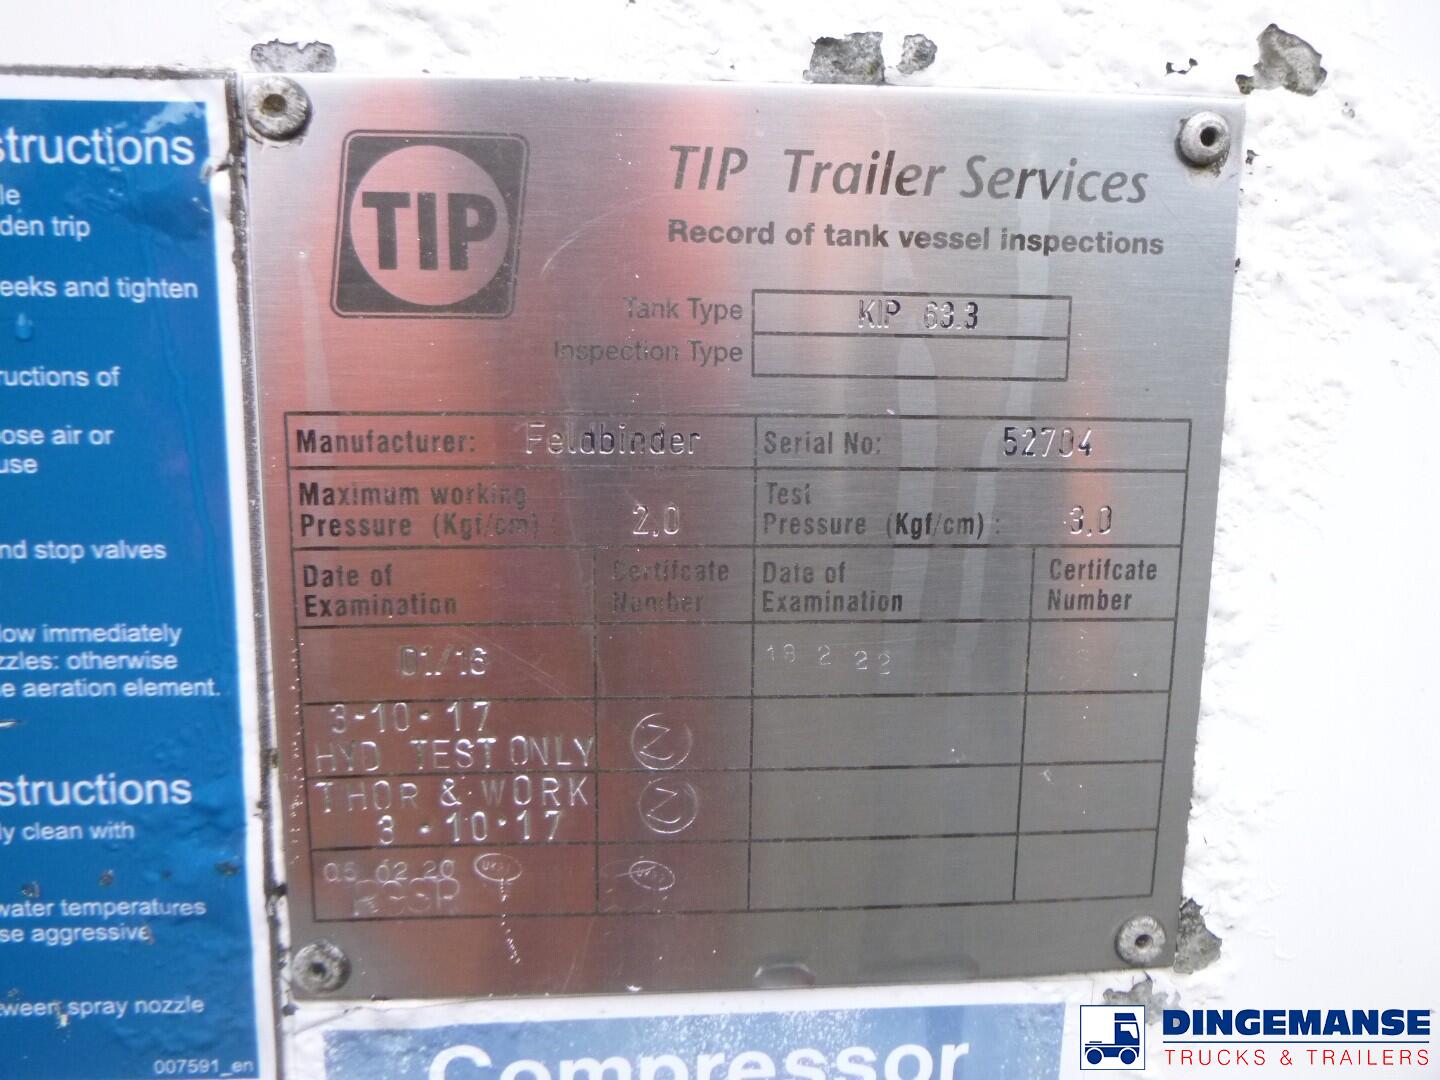 structions
le
den trip
eeks and tighten
ructions of
ose air or
use
nd stop valves
low immediately
zzles: otherwise
e aeration element.
structions
ly clean with
water temperatures
se aggressive
tween spray nozzle
007591_en
TIP
TIP Trailer Services
Record of tank vessel inspections
Tank Type KIP 63.3
Inspection Type
Manufacturer: Feldbinder Serial No: 52704
Maximum working
Pressure (Kgf/cm) : 2.0
Test
Pressure (Kgf/cm) : 3.0
Date of
Examination
Certifcate
Number
Date of
Examination
Certifcate
Number
01/16
18 2 22
3-10-17
HYD TEST ONLY
THOR & WORK
3 -10-17
05 02 20
Compressor
DINGEMANSE
TRUCKS & TRAILERS